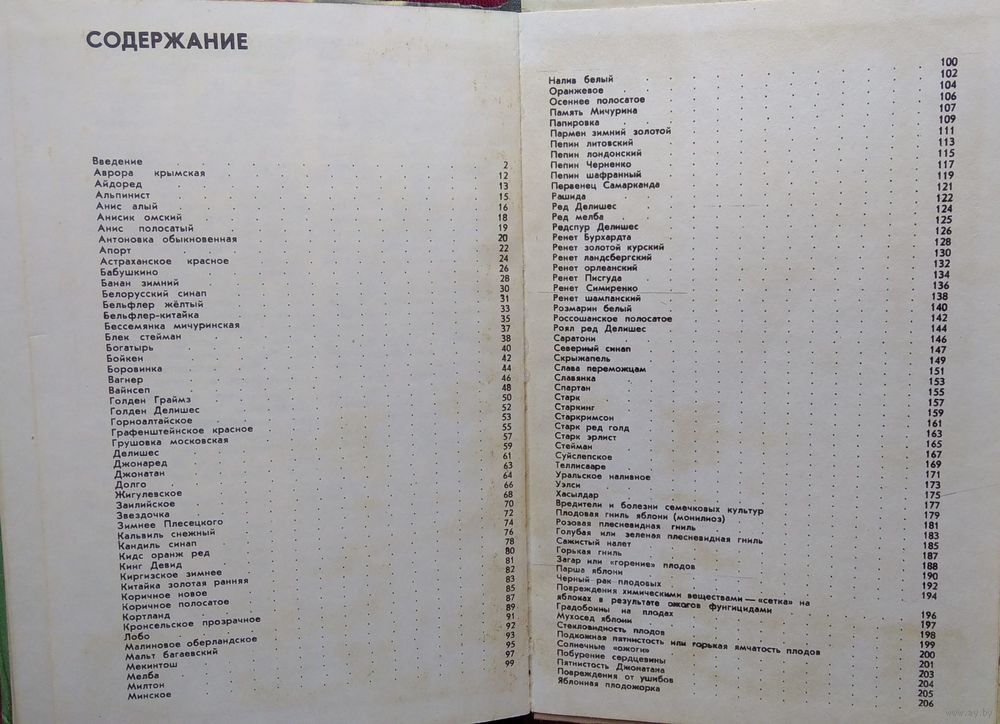 СОДЕРЖАНИЕ
Введение 2
Аврора крымская 12
Айдоред 13
Альпинист 15
Анис алый 16
Анисик омский 18
Анис полосатый 19
Антоновка обыкновенная 20
Апорт 22
Астраханское красное 24
Бабушкино 26
Банан зимний 28
Белорусский синап 30
Бельфлер жёлтый 31
Бельфлер-китайка 33
Бессемянка мичуринская 35
Блек стейман 37
Богатырь 38
Бойкен 40
Боровинка 42
Вагнер 44
Вайнсеп 46
Голден Граймз 48
Голден Делишес 50
Горноалтайское 52
Графенштейнское красное 53
Грушовка московская 55
Делишес 57
Джонаред 59
Джонатан 61
Долго 63
Жигулевское 64
Заилийское 66
Звездочка 68
Зимнее Плесецкого 70
Кальвиль снежный 72
Кандиль синап 74
Кидс оранж ред 76
Кинг Девид 78
Киргизское зимнее 80
Китайка золотая ранняя 81
Коричное новое 82
Коричное полосатое 83
Кортланд 85
Кронсельское прозрачное 87
Лобо 89
Малиновое оберландское 91
Мальт багаевский 92
Мекинтош 93
Мелба 95
Милтон 97
Минское 99
Налив белый 100
Оранжевое 102
Осеннее полосатое 104
Память Мичурина 106
Папировка 107
Пармен зимний золотой 109
Пепин литовский 111
Пепин лондонский 113
Пепин Черненко 115
Пепин шафранный 117
Первенец Самарканда 119
Рашида 121
Ред Делишес 122
Ред мелба 124
Редспур Делишес 125
Ренет Бурхардта 126
Ренет золотой курский 128
Ренет ландсбергский 130
Ренет орлеанский 132
Ренет Писгуда 134
Ренет Симиренко 136
Ренет шампанский 138
Розмарин белый 140
Россошанское полосатое 142
Роял ред Делишес 144
Саратони 146
Северный синап 147
Скрыжапель 149
Слава переможцам 151
Славянка 153
Спартан 155
Старк 157
Старкинг 159
Старкримсон 161
Старк ред голд 163
Старк эрлист 165
Стейман 167
Суйслепское 169
Теллисааре 171
Уральское наливное 173
Уэлси 175
Хасылдар 177
Вредители и болезни семечковых культур 179
Плодовая гниль яблони (монилиоз) 181
Розовая плесневидная гниль 183
Голубая или зеленая плесневидная гниль 185
Сажистый налет 187
Горькая гниль 188
Загар или «горение» плодов 190
Парша яблони 192
Черный рак плодовых 194
Повреждения химическими веществами — «сетка» на
яблоках в результате ожогов фунгицидами 196
Градобоины на плодах 197
Мухосед яблони 198
Стекловидность плодов 199
Подкожная пятнистость или горькая ямчатость плодов 200
Солнечные «ожоги» 201
Побурение сердцевины 203
Пятнистость Джонатана 204
Повреждения от ушибов 205
Яблонная плодожорка 206
www.ay.by